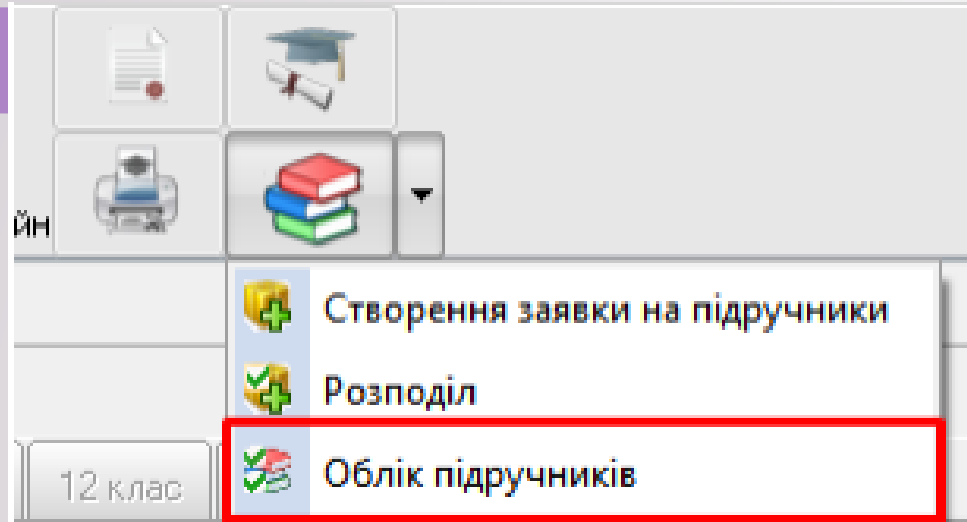 йн
Створення заявки на підручники
Розподіл
Облік підручників
12 клас